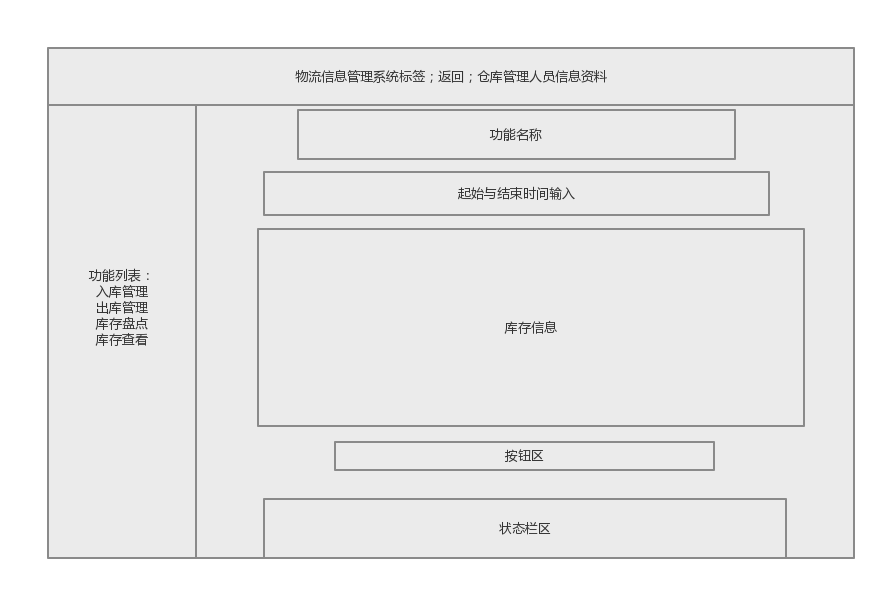 物流信息管理系统标签；返回；仓库管理人员信息资料
功能名称
起始与结束时间输入
功能列表：
入库管理
出库管理
库存盘点
库存查看
库存信息
按钮区
状态栏区